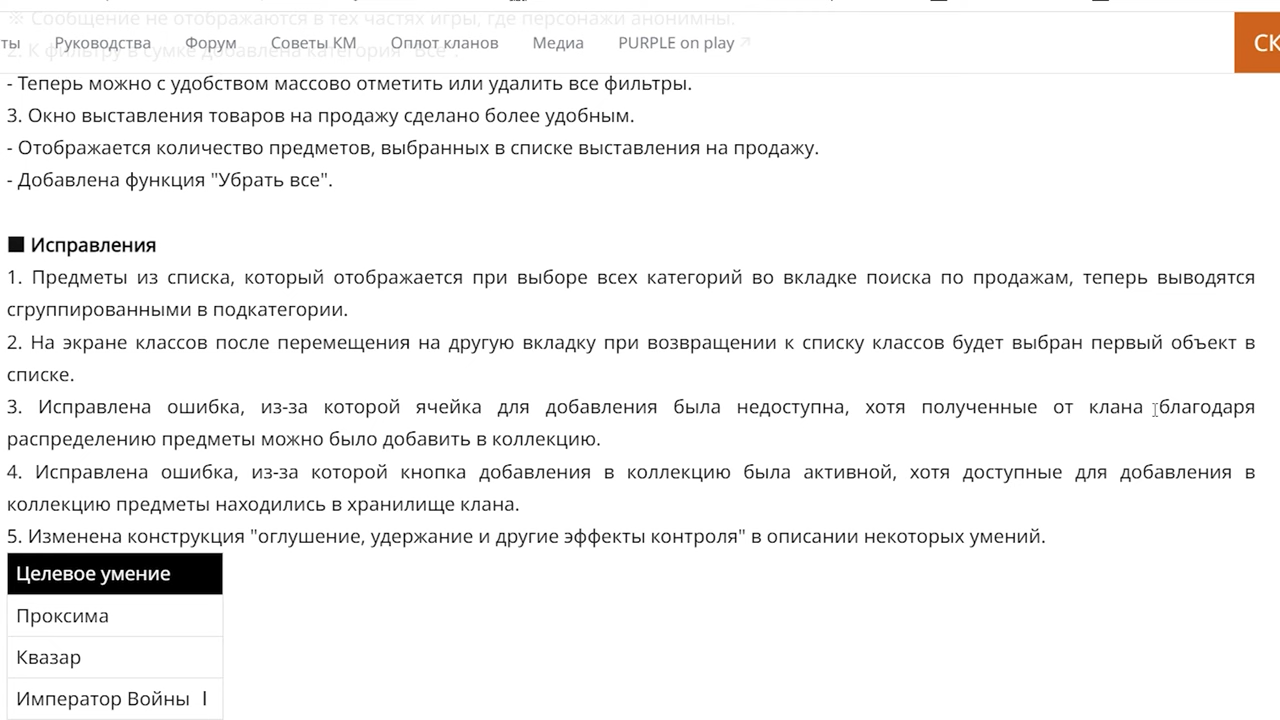 ※ Сообщение не отображаются в тех частях игры, где персонажи анонимны.
ты Руководства Форум Советы КМ Оплот кланов Медиа PURPLE on play СК
2. К фильтру в сумке добавлена категория "Все".
- Теперь можно с удобством массово отметить или удалить все фильтры.
3. Окно выставления товаров на продажу сделано более удобным.
- Отображается количество предметов, выбранных в списке выставления на продажу.
- Добавлена функция "Убрать все".
■ Исправления
1. Предметы из списка, который отображается при выборе всех категорий во вкладке поиска по продажам, теперь выводятся
сгруппированными в подкатегории.
2. На экране классов после перемещения на другую вкладку при возвращении к списку классов будет выбран первый объект в
списке.
3. Исправлена ошибка, из-за которой ячейка для добавления была недоступна, хотя полученные от клана благодаря
распределению предметы можно было добавить в коллекцию.
4. Исправлена ошибка, из-за которой кнопка добавления в коллекцию была активной, хотя доступные для добавления в
коллекцию предметы находились в хранилище клана.
5. Изменена конструкция "оглушение, удержание и другие эффекты контроля" в описании некоторых умений.
Целевое умение
Проксима
Квазар
Император Войны I